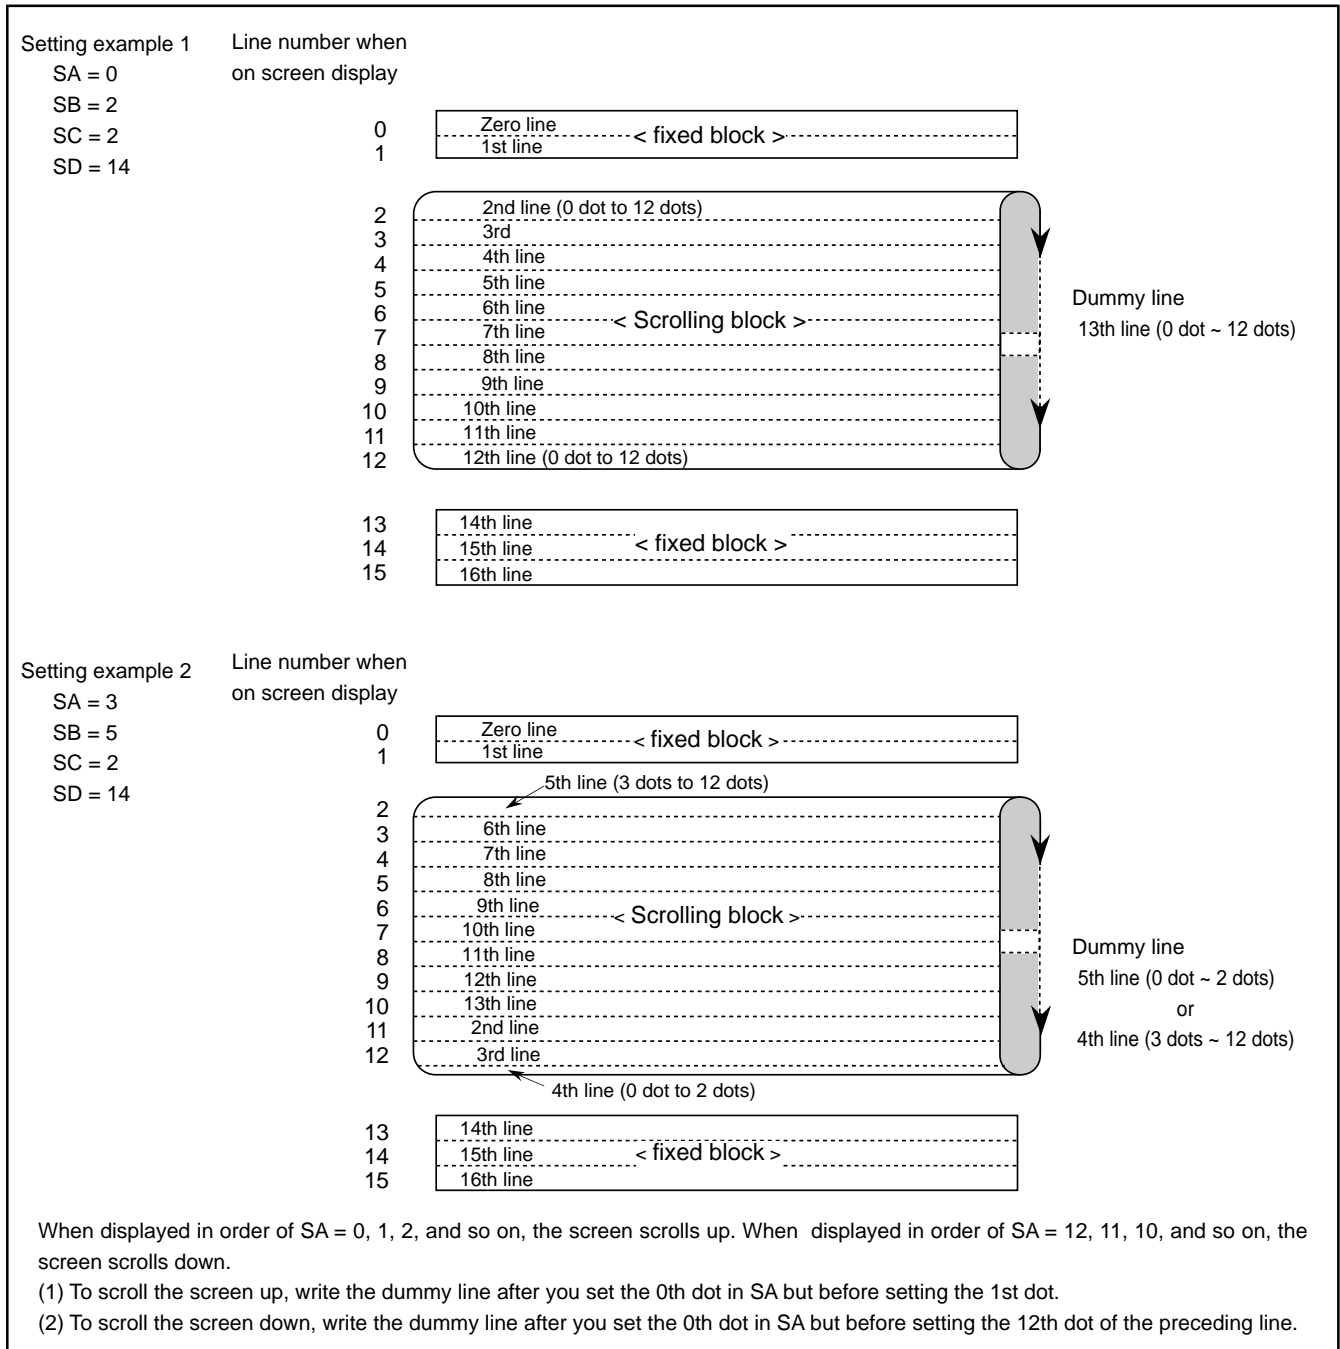 Setting example 1
SA = 0
SB = 2
SC = 2
SD = 14
Line number when
on screen display
0
1
Zero line
1st line
< fixed block >
2
3
4
5
6
7
8
9
10
11
12
2nd line (0 dot to 12 dots)
3rd
4th line
5th line
6th line
7th line
8th line
9th line
10th line
11th line
12th line (0 dot to 12 dots)
< Scrolling block >
Dummy line
13th line (0 dot ~ 12 dots)
13
14
15
14th line
15th line
16th line
< fixed block >
Setting example 2
SA = 3
SB = 5
SC = 2
SD = 14
Line number when
on screen display
0
1
Zero line
1st line
< fixed block >
5th line (3 dots to 12 dots)
2
3
4
5
6
7
8
9
10
11
12
6th line
7th line
8th line
9th line
10th line
11th line
12th line
13th line
2nd line
3rd line
< Scrolling block >
4th line (0 dot to 2 dots)
Dummy line
5th line (0 dot ~ 2 dots)
or
4th line (3 dots ~ 12 dots)
13
14
15
14th line
15th line
16th line
< fixed block >
When displayed in order of SA = 0, 1, 2, and so on, the screen scrolls up. When displayed in order of SA = 12, 11, 10, and so on, the
screen scrolls down.
(1) To scroll the screen up, write the dummy line after you set the 0th dot in SA but before setting the 1st dot.
(2) To scroll the screen down, write the dummy line after you set the 0th dot in SA but before setting the 12th dot of the preceding line.